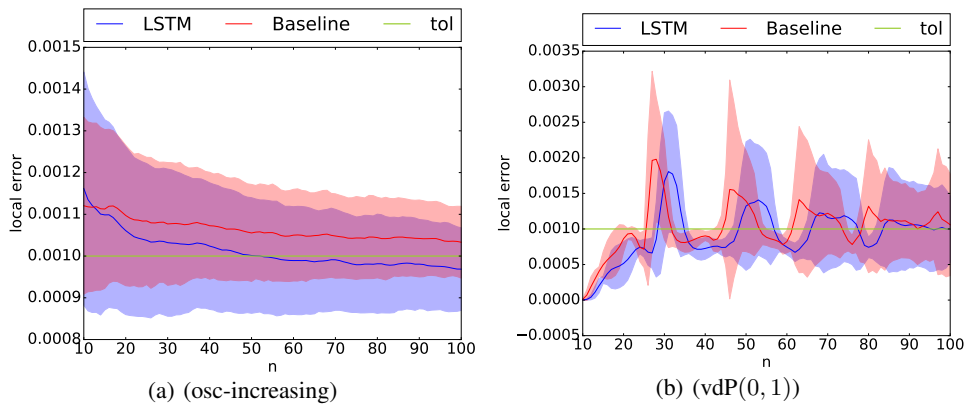 LSTM Baseline tol
0.0015
0.0014
0.0013
0.0012
0.0011
0.0010
0.0009
0.0008
local error
10 20 30 40 50 60 70 80 90 100
n
(a) (osc-increasing)
LSTM Baseline tol
0.0035
0.0030
0.0025
0.0020
0.0015
0.0010
0.0005
0.0000
−0.0005
local error
10 20 30 40 50 60 70 80 90 100
n
(b) (vdP(0, 1))